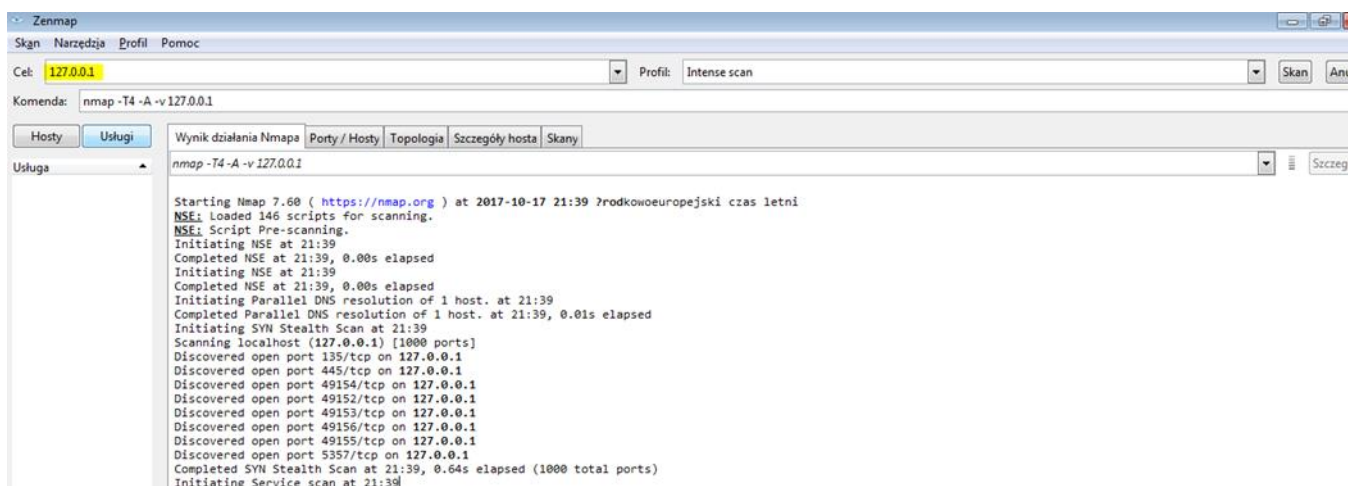 Zenmap
Skan Narzędzia Profil Pomoc
Cel: 127.0.0.1 Profil: Intense scan Skan
Komenda: nmap -T4 -A -v 127.0.0.1
Hosty Usługi Wynik działania Nmapa Porty / Hosty Topologia Szczegóły hosta Skany
Usługa nmap -T4 -A -v 127.0.0.1
Starting Nmap 7.60 ( https://nmap.org ) at 2017-10-17 21:39 ?rodkowoeuropejski czas letni
NSE: Loaded 146 scripts for scanning.
NSE: Script Pre-scanning.
Initiating NSE at 21:39
Completed NSE at 21:39, 0.00s elapsed
Initiating NSE at 21:39
Completed NSE at 21:39, 0.00s elapsed
Initiating Parallel DNS resolution of 1 host. at 21:39
Completed Parallel DNS resolution of 1 host. at 21:39, 0.01s elapsed
Initiating SYN Stealth Scan at 21:39
Scanning localhost (127.0.0.1) [1000 ports]
Discovered open port 135/tcp on 127.0.0.1
Discovered open port 445/tcp on 127.0.0.1
Discovered open port 49154/tcp on 127.0.0.1
Discovered open port 49152/tcp on 127.0.0.1
Discovered open port 49153/tcp on 127.0.0.1
Discovered open port 49156/tcp on 127.0.0.1
Discovered open port 49155/tcp on 127.0.0.1
Discovered open port 5357/tcp on 127.0.0.1
Completed SYN Stealth Scan at 21:39, 0.64s elapsed (1000 total ports)
Initiating Service scan at 21:39